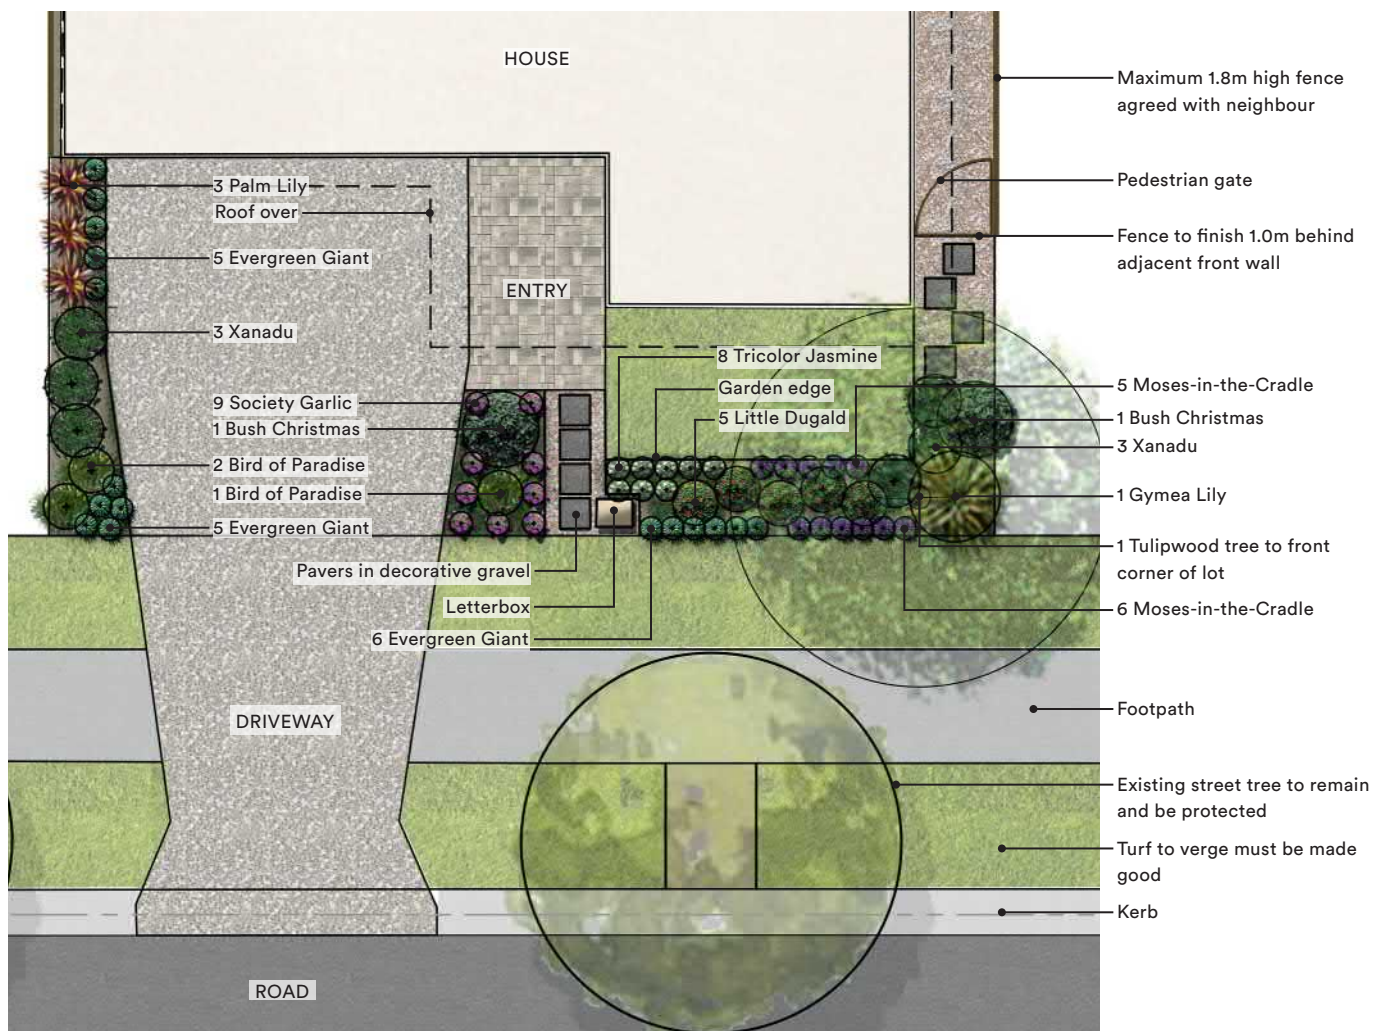 HOUSE
3 Palm Lily
Roof over
5 Evergreen Giant
ENTRY
3 Xanadu
8 Tricolor Jasmine
Garden edge
5 Little Dugald
9 Society Garlic
1 Bush Christmas
2 Bird of Paradise
1 Bird of Paradise
5 Evergreen Giant
Pavers in decorative gravel
Letterbox
6 Evergreen Giant
DRIVEWAY
ROAD
Maximum 1.8m high fence
agreed with neighbour
Pedestrian gate
Fence to finish 1.0m behind
adjacent front wall
5 Moses-in-the-Cradle
1 Bush Christmas
3 Xanadu
1 Gymea Lily
1 Tulipwood tree to front
corner of lot
6 Moses-in-the-Cradle
Footpath
Existing street tree to remain
and be protected
Turf to verge must be made
good
Kerb